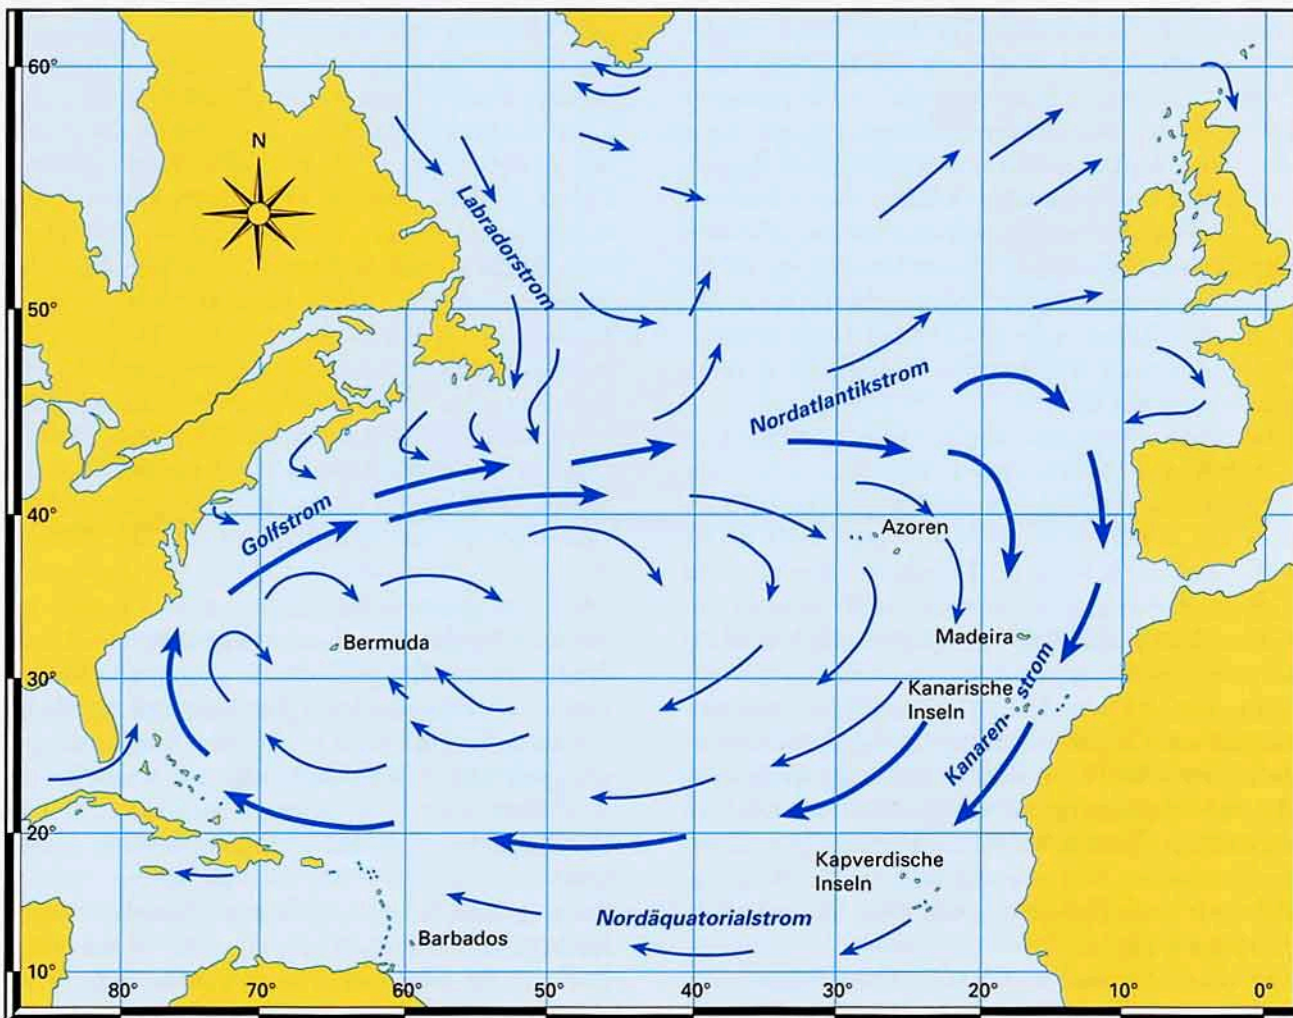 60°
N
Labradorstrom
50°
Nordatlantikstrom
Golfstrom
40°
Azoren
Bermuda
Madeira
30°
Kanarische
Inseln
Kanaren-
strom
20°
Kapverdische
Inseln
Nordäquatorialstrom
Barbados
10°
80°
70°
60°
50°
40°
30°
20°
10°
0°